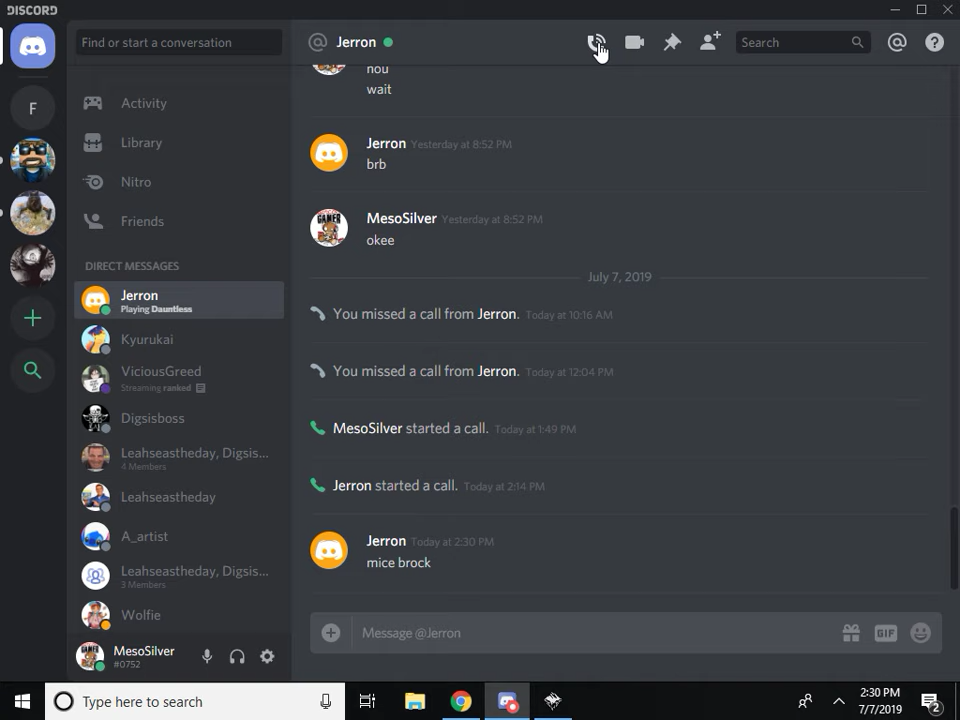 DISCORD
Find or start a conversation
Jerron
Search
F
Activity
Library
Nitro
Friends
DIRECT MESSAGES
Jerron
Playing Dauntless
Kyurukai
ViciousGreed
Streaming ranked
Digsisboss
Leahseastheday, Digsis...
4 Members
Leahseastheday
A_artist
Leahseastheday, Digsis...
3 Members
Wolfie
MesoSilver
#0752
nou
wait
Jerron Yesterday at 8:52 PM
brb
MesoSilver Yesterday at 8:52 PM
okee
July 7, 2019
You missed a call from Jerron. Today at 10:16 AM
You missed a call from Jerron. Today at 12:04 PM
MesoSilver started a call. Today at 1:49 PM
Jerron started a call. Today at 2:14 PM
Jerron Today at 2:30 PM
mice brock
Message @Jerron
GIF
Type here to search
2:30 PM
7/7/2019
2